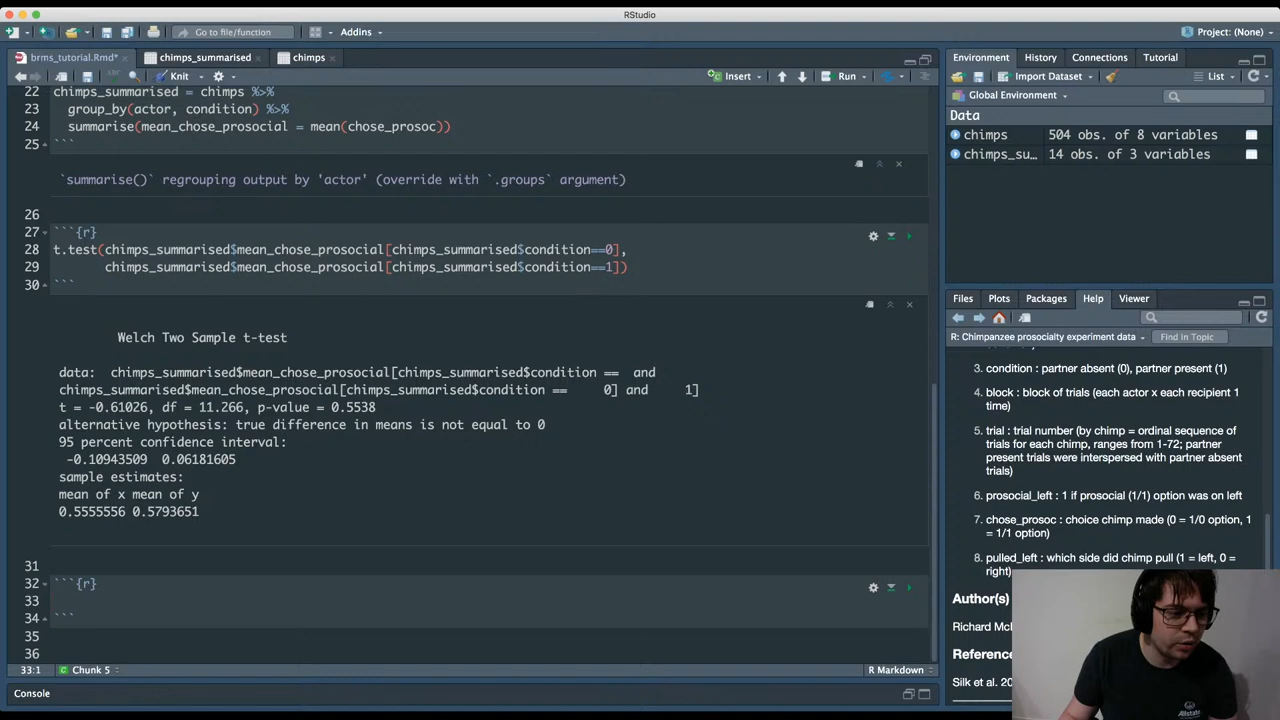 RStudio
Go to file/function
Addins
Project: (None)
brms_tutorial.Rmd*
chimps_summarised
chimps
Knit
Insert
Run
22 chimps_summarised = chimps %>%
23 group_by(actor, condition) %>%
24 summarise(mean_chose_prosocial = mean(chose_prosoc))
25 ```
`summarise()` regrouping output by 'actor' (override with `.groups` argument)
26
27 ```{r}
28 t.test(chimps_summarised$mean_chose_prosocial[chimps_summarised$condition==0],
29 chimps_summarised$mean_chose_prosocial[chimps_summarised$condition==1])
30 ```
Welch Two Sample t-test
data: chimps_summarised$mean_chose_prosocial[chimps_summarised$condition == and
chimps_summarised$mean_chose_prosocial[chimps_summarised$condition == 0] and 1]
t = -0.61026, df = 11.266, p-value = 0.5538
alternative hypothesis: true difference in means is not equal to 0
95 percent confidence interval:
-0.10943509 0.06181605
sample estimates:
mean of x mean of y
0.5555556 0.5793651
31
32 ```{r}
33
34 ```
35
36
33:1
Chunk 5
R Markdown
Console
Environment
History
Connections
Tutorial
Import Dataset
List
Global Environment
Data
chimps 504 obs. of 8 variables
chimps_su… 14 obs. of 3 variables
Files
Plots
Packages
Help
Viewer
R: Chimpanzee prosocialty experiment data
Find in Topic
3. condition : partner absent (0), partner present (1)
4. block : block of trials (each actor x each recipient 1
time)
5. trial : trial number (by chimp = ordinal sequence of
trials for each chimp, ranges from 1-72; partner
present trials were interspersed with partner absent
trials)
6. prosocial_left : 1 if prosocial (1/1) option was on left
7. chose_prosoc : choice chimp made (0 = 1/0 option, 1
= 1/1 option)
8. pulled_left : which side did chimp pull (1 = left, 0 =
right)
Author(s)
Richard McE
Reference
Silk et al. 20
Allstate